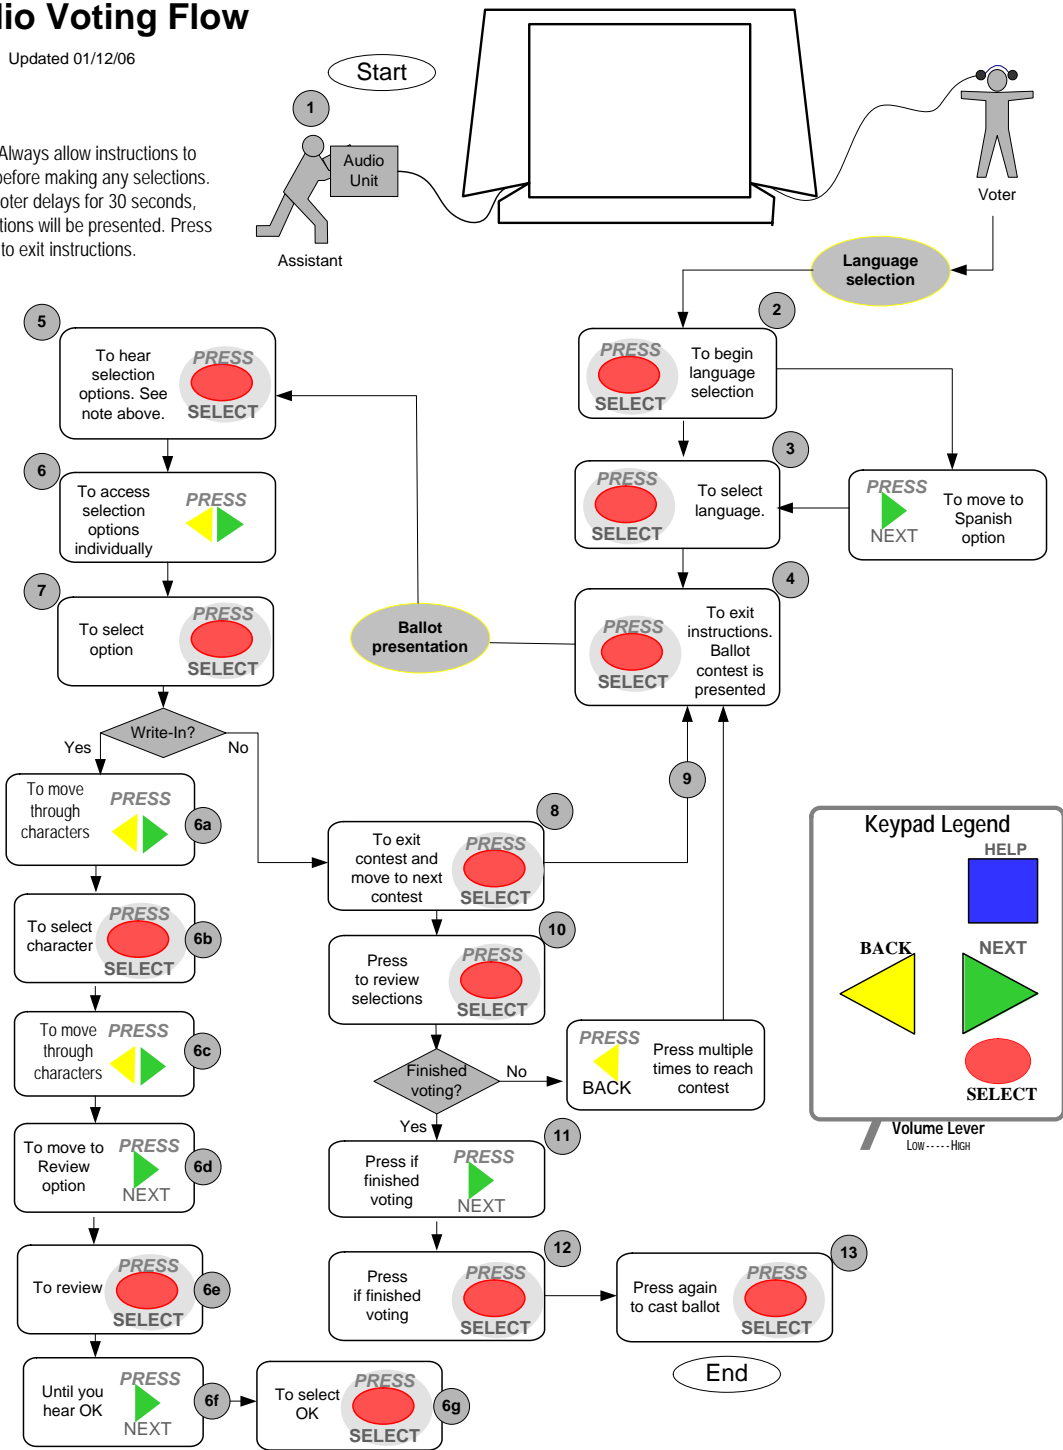 dio Voting Flow
Updated 01/12/06
Start
1
Always allow instructions to
before making any selections.
oter delays for 30 seconds,
tions will be presented. Press
to exit instructions.
Audio
Unit
Assistant
Voter
Language
selection
2
PRESS
SELECT
To begin
language
selection
3
PRESS
SELECT
To select
language.
PRESS
NEXT
To move to
Spanish
option
4
PRESS
SELECT
To exit
instructions.
Ballot
contest is
presented
Ballot
presentation
5
To hear
selection
options. See
note above.
PRESS
SELECT
6
To access
selection
options
individually
PRESS
7
To select
option
PRESS
SELECT
Write-In?
Yes
No
To move
through
characters
PRESS
6a
To select
character
PRESS
SELECT
6b
To move
through
characters
PRESS
6c
To move to
Review
option
PRESS
NEXT
6d
To review
PRESS
SELECT
6e
Until you
hear OK
PRESS
NEXT
6f
To select
OK
PRESS
SELECT
6g
8
To exit
contest and
move to next
contest
PRESS
SELECT
9
10
Press
to review
selections
PRESS
SELECT
Finished
voting?
No
Yes
PRESS
BACK
Press multiple
times to reach
contest
11
Press if
finished
voting
PRESS
NEXT
12
Press
if finished
voting
PRESS
SELECT
13
Press again
to cast ballot
PRESS
SELECT
End
Keypad Legend
HELP
BACK
NEXT
SELECT
Volume Lever
Low-----High